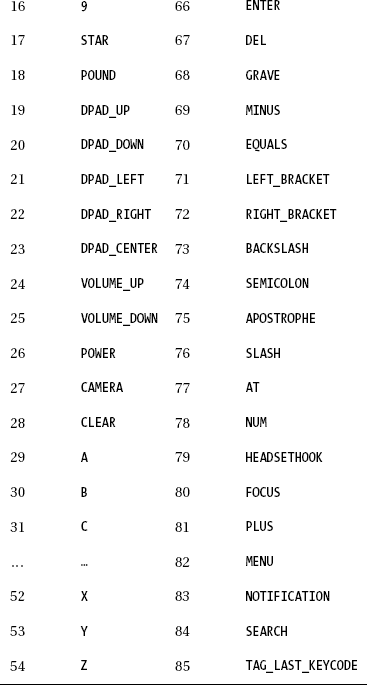 16 9 66 ENTER
17 STAR 67 DEL
18 POUND 68 GRAVE
19 DPAD_UP 69 MINUS
20 DPAD_DOWN 70 EQUALS
21 DPAD_LEFT 71 LEFT_BRACKET
22 DPAD_RIGHT 72 RIGHT_BRACKET
23 DPAD_CENTER 73 BACKSLASH
24 VOLUME_UP 74 SEMICOLON
25 VOLUME_DOWN 75 APOSTROPHE
26 POWER 76 SLASH
27 CAMERA 77 AT
28 CLEAR 78 NUM
29 A 79 HEADSETHOOK
30 B 80 FOCUS
31 C 81 PLUS
... … 82 MENU
52 X 83 NOTIFICATION
53 Y 84 SEARCH
54 Z 85 TAG_LAST_KEYCODE